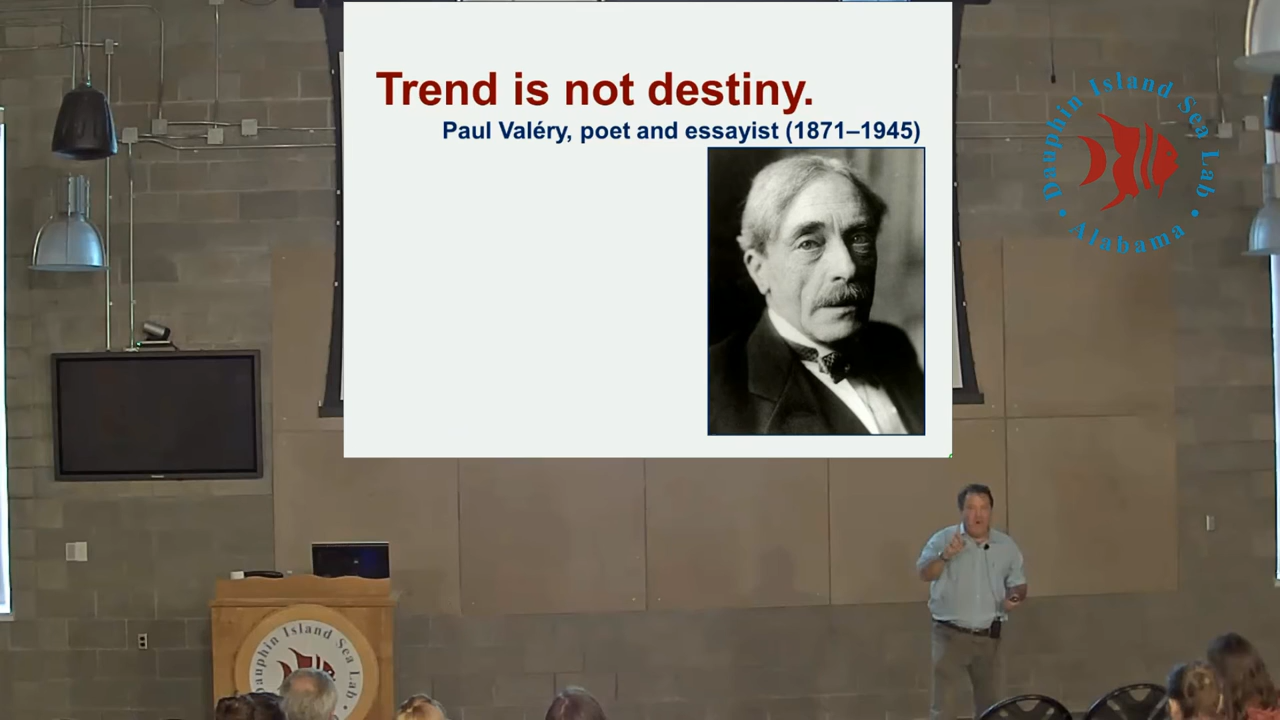 Trend is not destiny.
Paul Valéry, poet and essayist (1871–1945)
Dauphin Island Sea Lab
• Alabama •
Dauphin Island Sea Lab